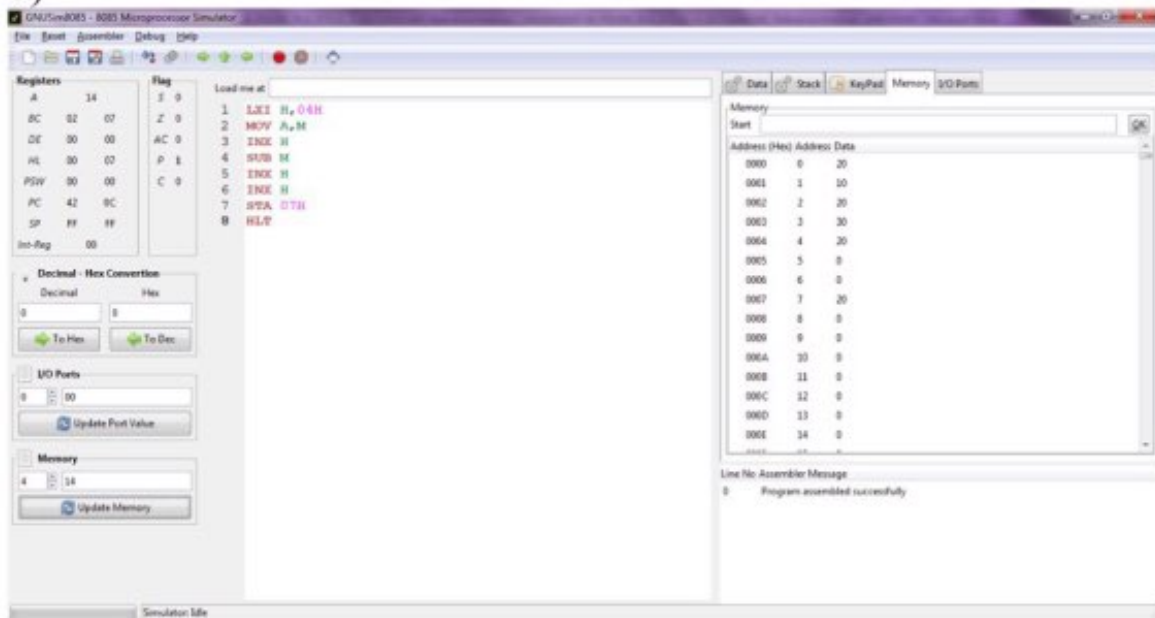 GNUSim8085 - 8085 Microprocessor Simulator
File Reset Assembler Debug Help
Registers
A 14
BC 02 07
DE 00 00
HL 00 07
PSW 00 00
PC 42 0C
SP FF FF
Int-Reg 00
Flag
S 0
Z 0
AC 0
P 1
C 0
Decimal - Hex Convertion
Decimal Hex
0 0
To Hex To Dec
I/O Ports
0 00
Update Port Value
Memory
4 14
Update Memory
Load me at
1 LXI H,04H
2 MOV A,M
3 INX H
4 SUB M
5 INX H
6 INX H
7 STA 07H
8 HLT
Data Stack KeyPad Memory I/O Ports
Memory
Start OK
Address (Hex) Address Data
0000 0 20
0001 1 10
0002 2 20
0003 3 30
0004 4 20
0005 5 0
0006 6 0
0007 7 20
0008 8 0
0009 9 0
000A 10 0
000B 11 0
000C 12 0
000D 13 0
000E 14 0
Line No Assembler Message
0 Program assembled successfully
Simulator: Idle